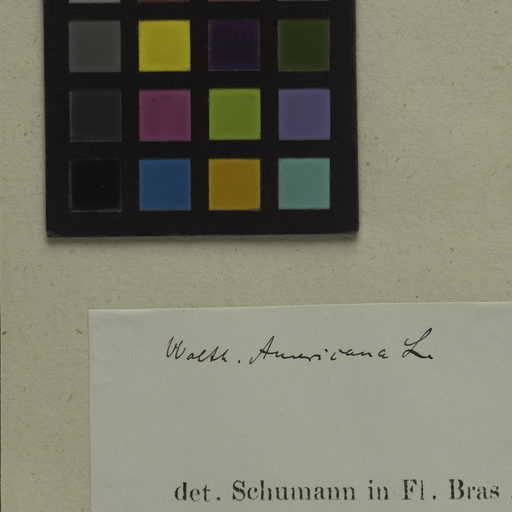 Walth. Americana L.
det. Schumann in Fl. Bras.